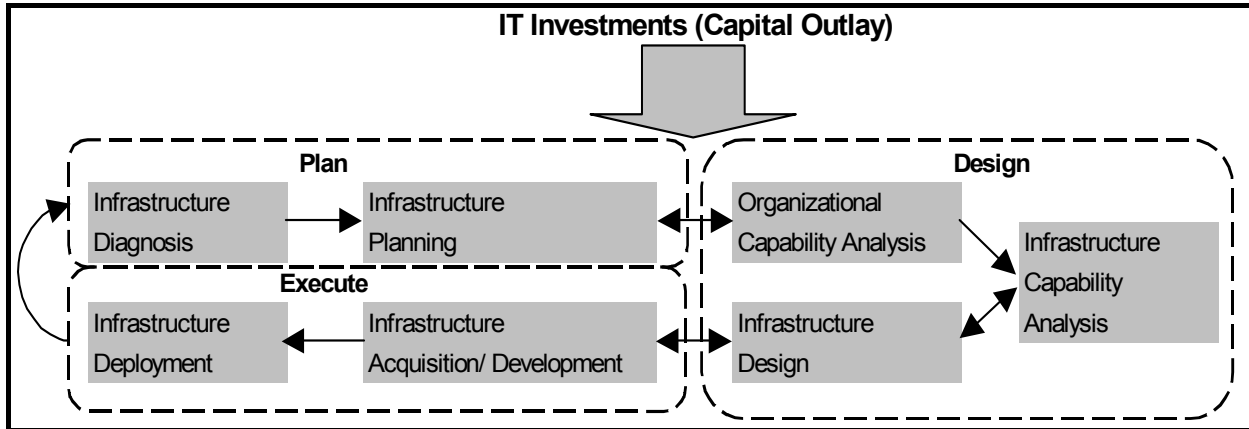 IT Investments (Capital Outlay)
Plan
Infrastructure
Diagnosis
Infrastructure
Planning
Design
Organizational
Capability Analysis
Infrastructure
Capability
Analysis
Execute
Infrastructure
Deployment
Infrastructure
Acquisition/ Development
Infrastructure
Design